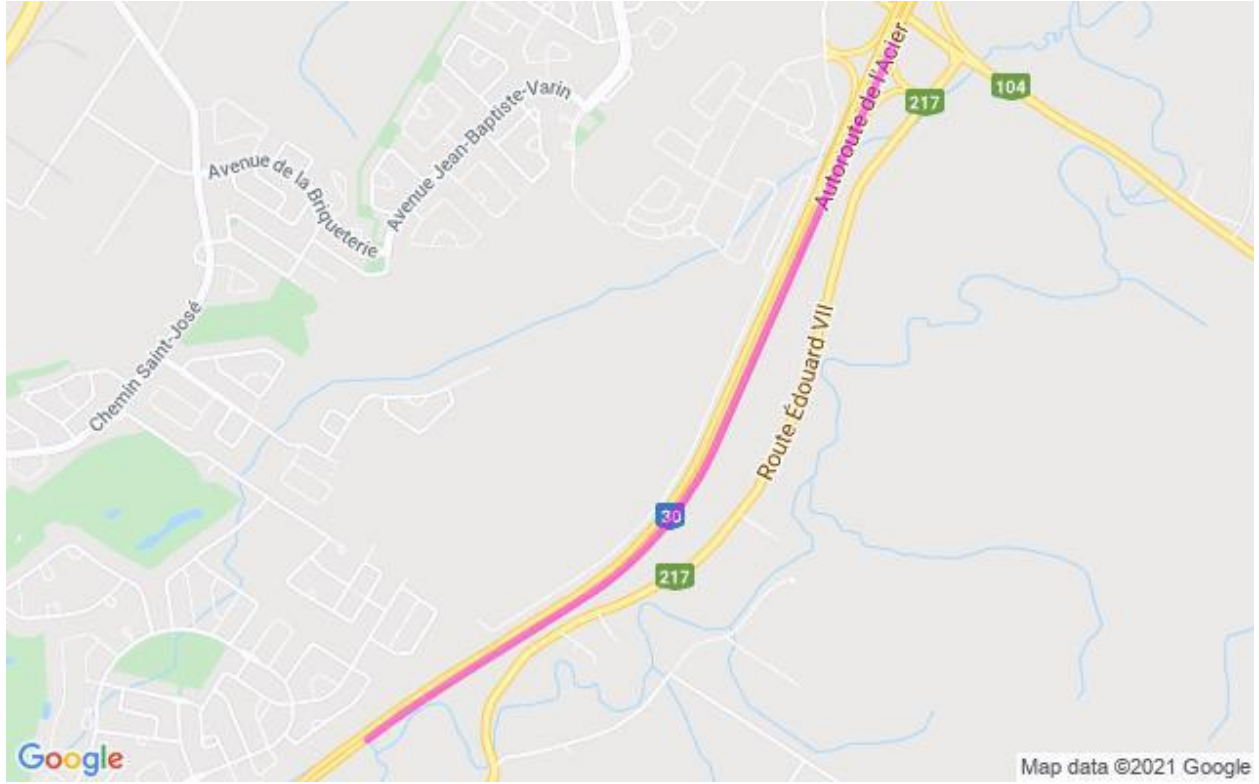 Autoroute de l'Acier
104
217
Avenue Jean-Baptiste-Varin
Avenue de la
Briqueterie
Chemin Saint-José
Route Édouard VII
30
217
Google
Map data ©2021 Google